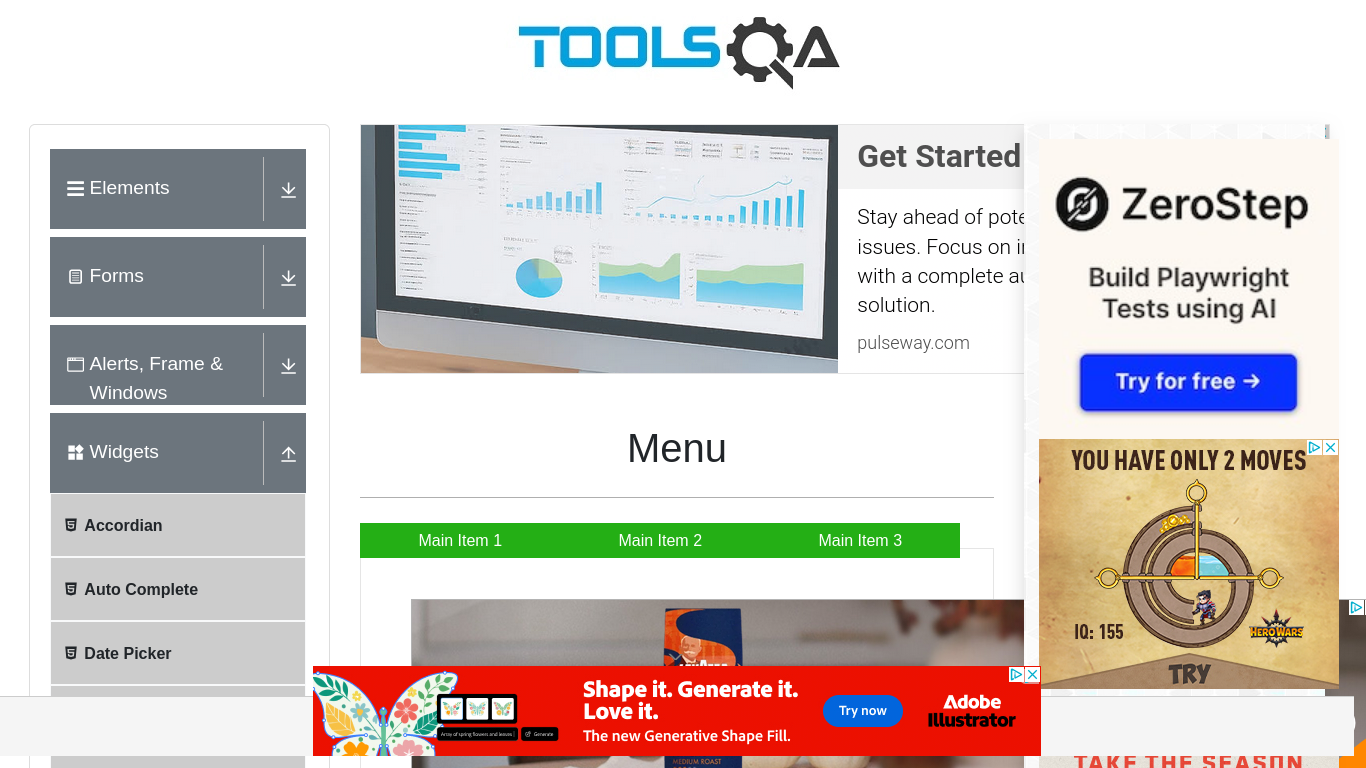 TOOLSQA
Elements
Forms
Alerts, Frame &
Windows
Widgets
Accordian
Auto Complete
Date Picker
Get Started
Stay ahead of pote
issues. Focus on i
with a complete au
solution.
pulseway.com
Menu
Main Item 1
Main Item 2
Main Item 3
MEDIUM ROAST
ZeroStep
Build Playwright
Tests using AI
Try for free →
YOU HAVE ONLY 2 MOVES
IQ: 155
HERO WARS
TRY
Array of spring flowers and leaves
Generate
Shape it. Generate it.
Love it.
The new Generative Shape Fill.
Try now
Adobe
Illustrator
TAKE THE SEASON